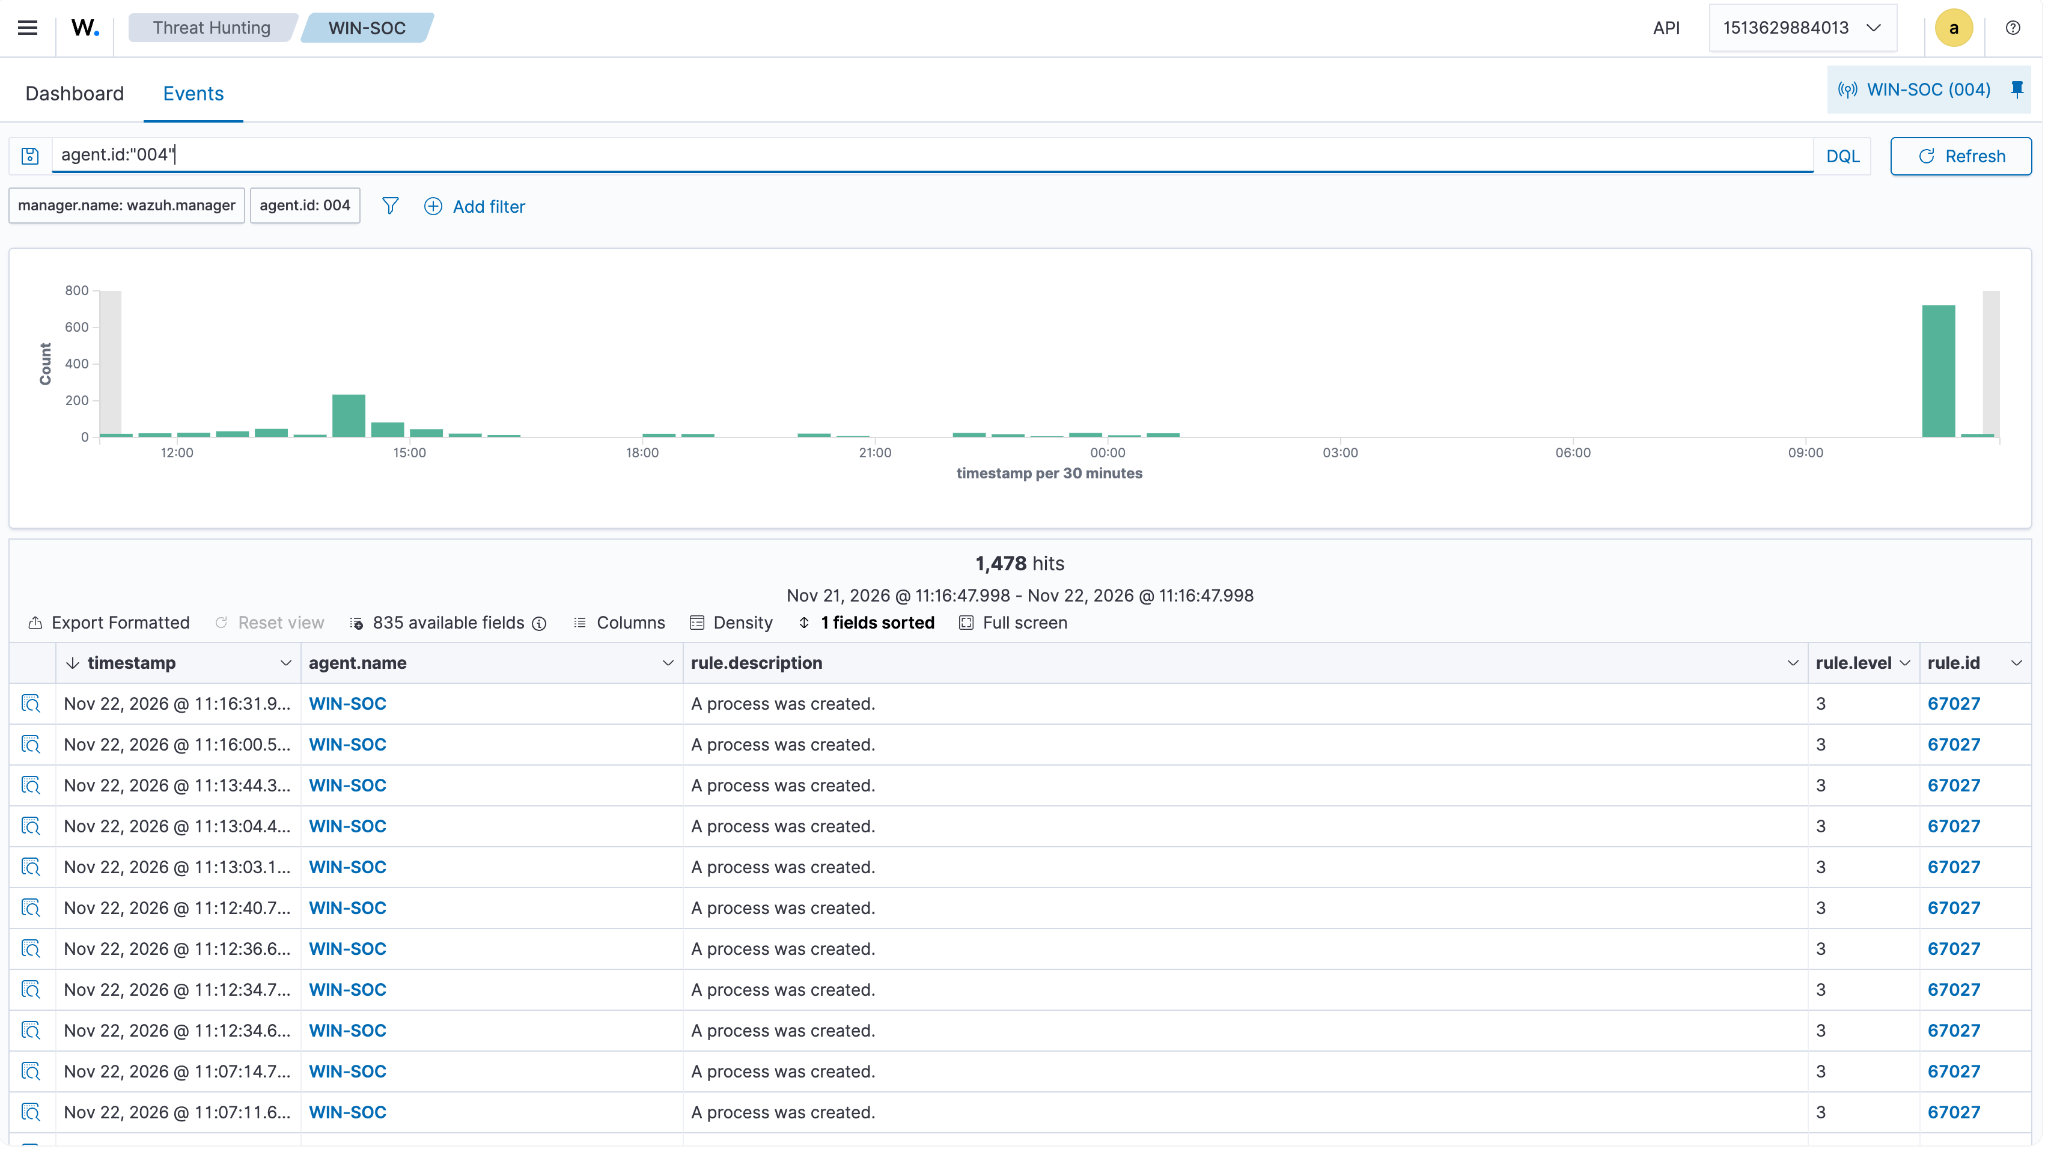 W. Threat Hunting WIN-SOC API 1513629884013 a
Dashboard Events WIN-SOC (004)
agent.id:"004" DQL Refresh
manager.name: wazuh.manager agent.id: 004 Add filter
800
600
400
200
0
Count
12:00 15:00 18:00 21:00 00:00 03:00 06:00 09:00
timestamp per 30 minutes
1,478 hits
Nov 21, 2026 @ 11:16:47.998 - Nov 22, 2026 @ 11:16:47.998
Export Formatted Reset view 835 available fields Columns Density 1 fields sorted Full screen
timestamp agent.name rule.description rule.level rule.id
Nov 22, 2026 @ 11:16:31.9... WIN-SOC A process was created. 3 67027
Nov 22, 2026 @ 11:16:00.5... WIN-SOC A process was created. 3 67027
Nov 22, 2026 @ 11:13:44.3... WIN-SOC A process was created. 3 67027
Nov 22, 2026 @ 11:13:04.4... WIN-SOC A process was created. 3 67027
Nov 22, 2026 @ 11:13:03.1... WIN-SOC A process was created. 3 67027
Nov 22, 2026 @ 11:12:40.7... WIN-SOC A process was created. 3 67027
Nov 22, 2026 @ 11:12:36.6... WIN-SOC A process was created. 3 67027
Nov 22, 2026 @ 11:12:34.7... WIN-SOC A process was created. 3 67027
Nov 22, 2026 @ 11:12:34.6... WIN-SOC A process was created. 3 67027
Nov 22, 2026 @ 11:07:14.7... WIN-SOC A process was created. 3 67027
Nov 22, 2026 @ 11:07:11.6... WIN-SOC A process was created. 3 67027